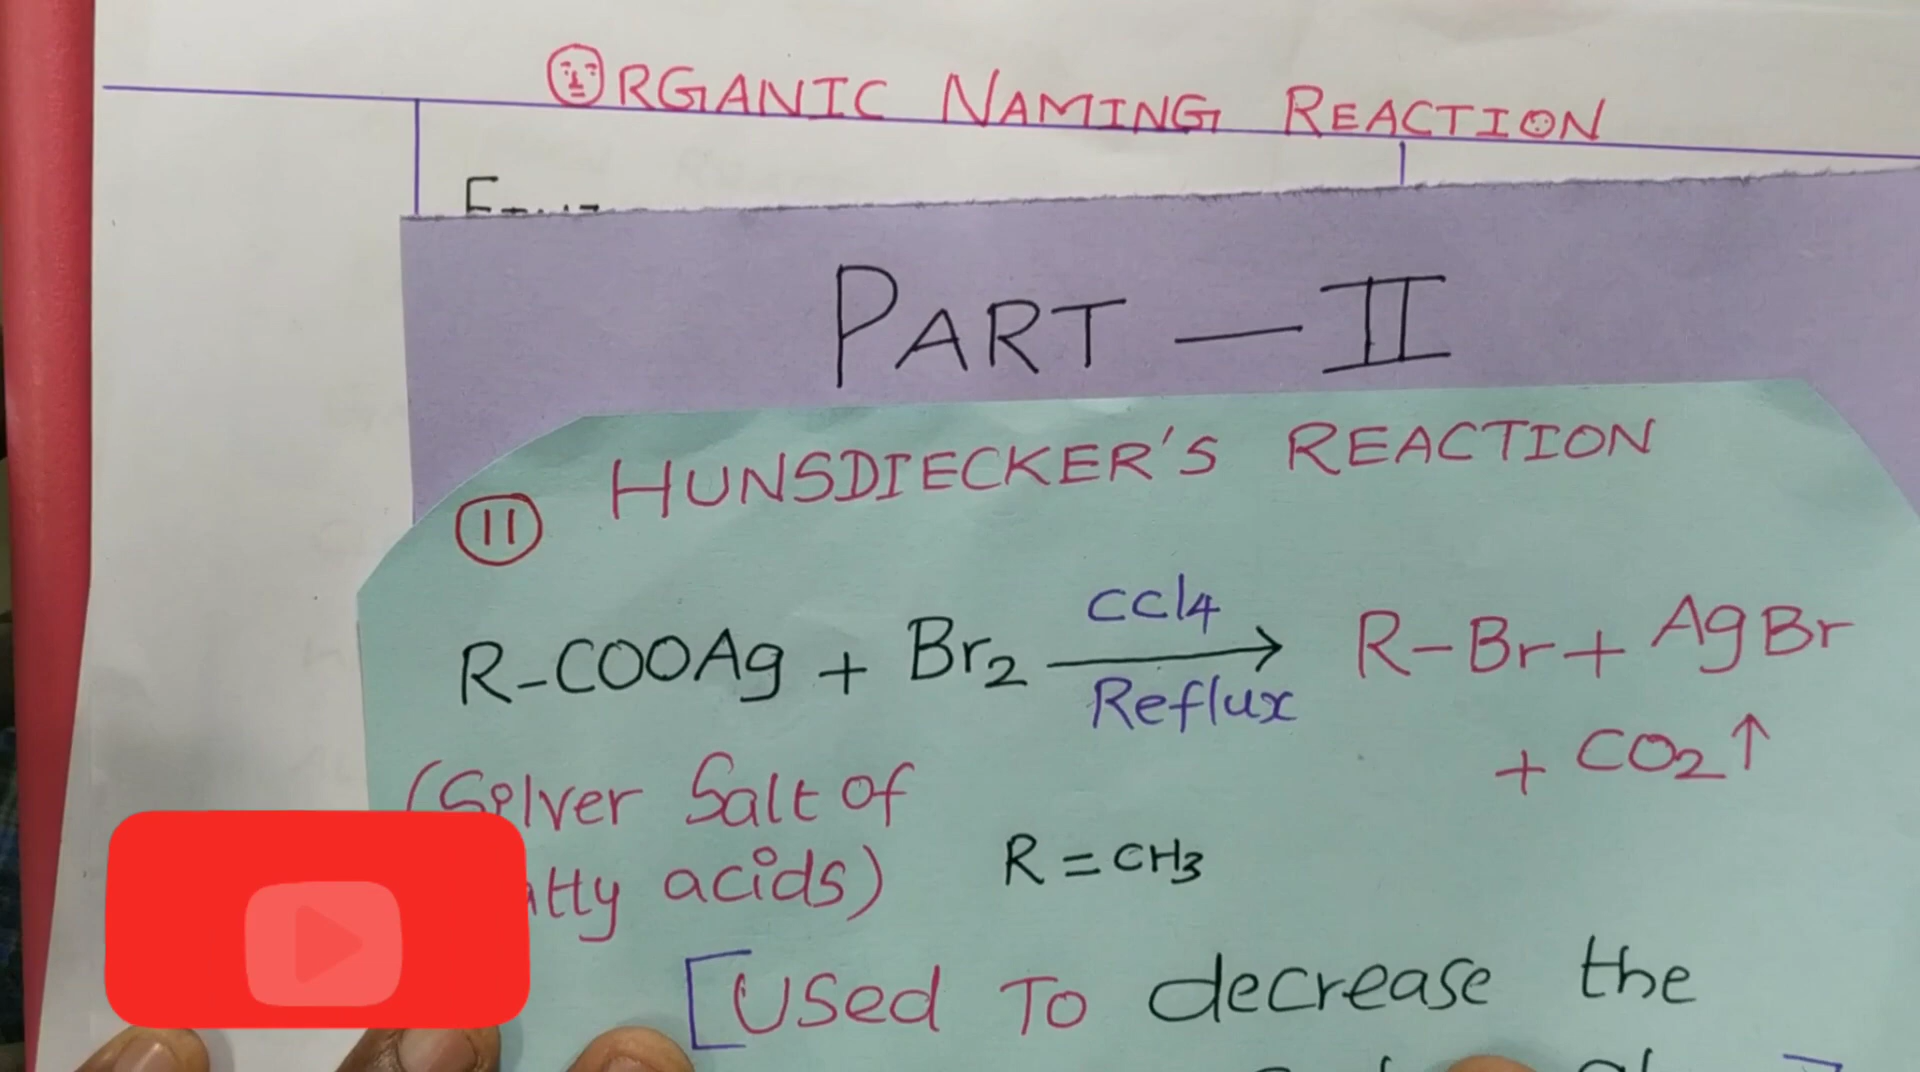 ORGANIC NAMING REACTION
PART - II
11 HUNSDIECKER'S REACTION
R-COOAg + Br2 CCl4 Reflux → R-Br + AgBr
+ CO2↑
(Silver Salt of
acids) R = CH3
[Used To decrease the